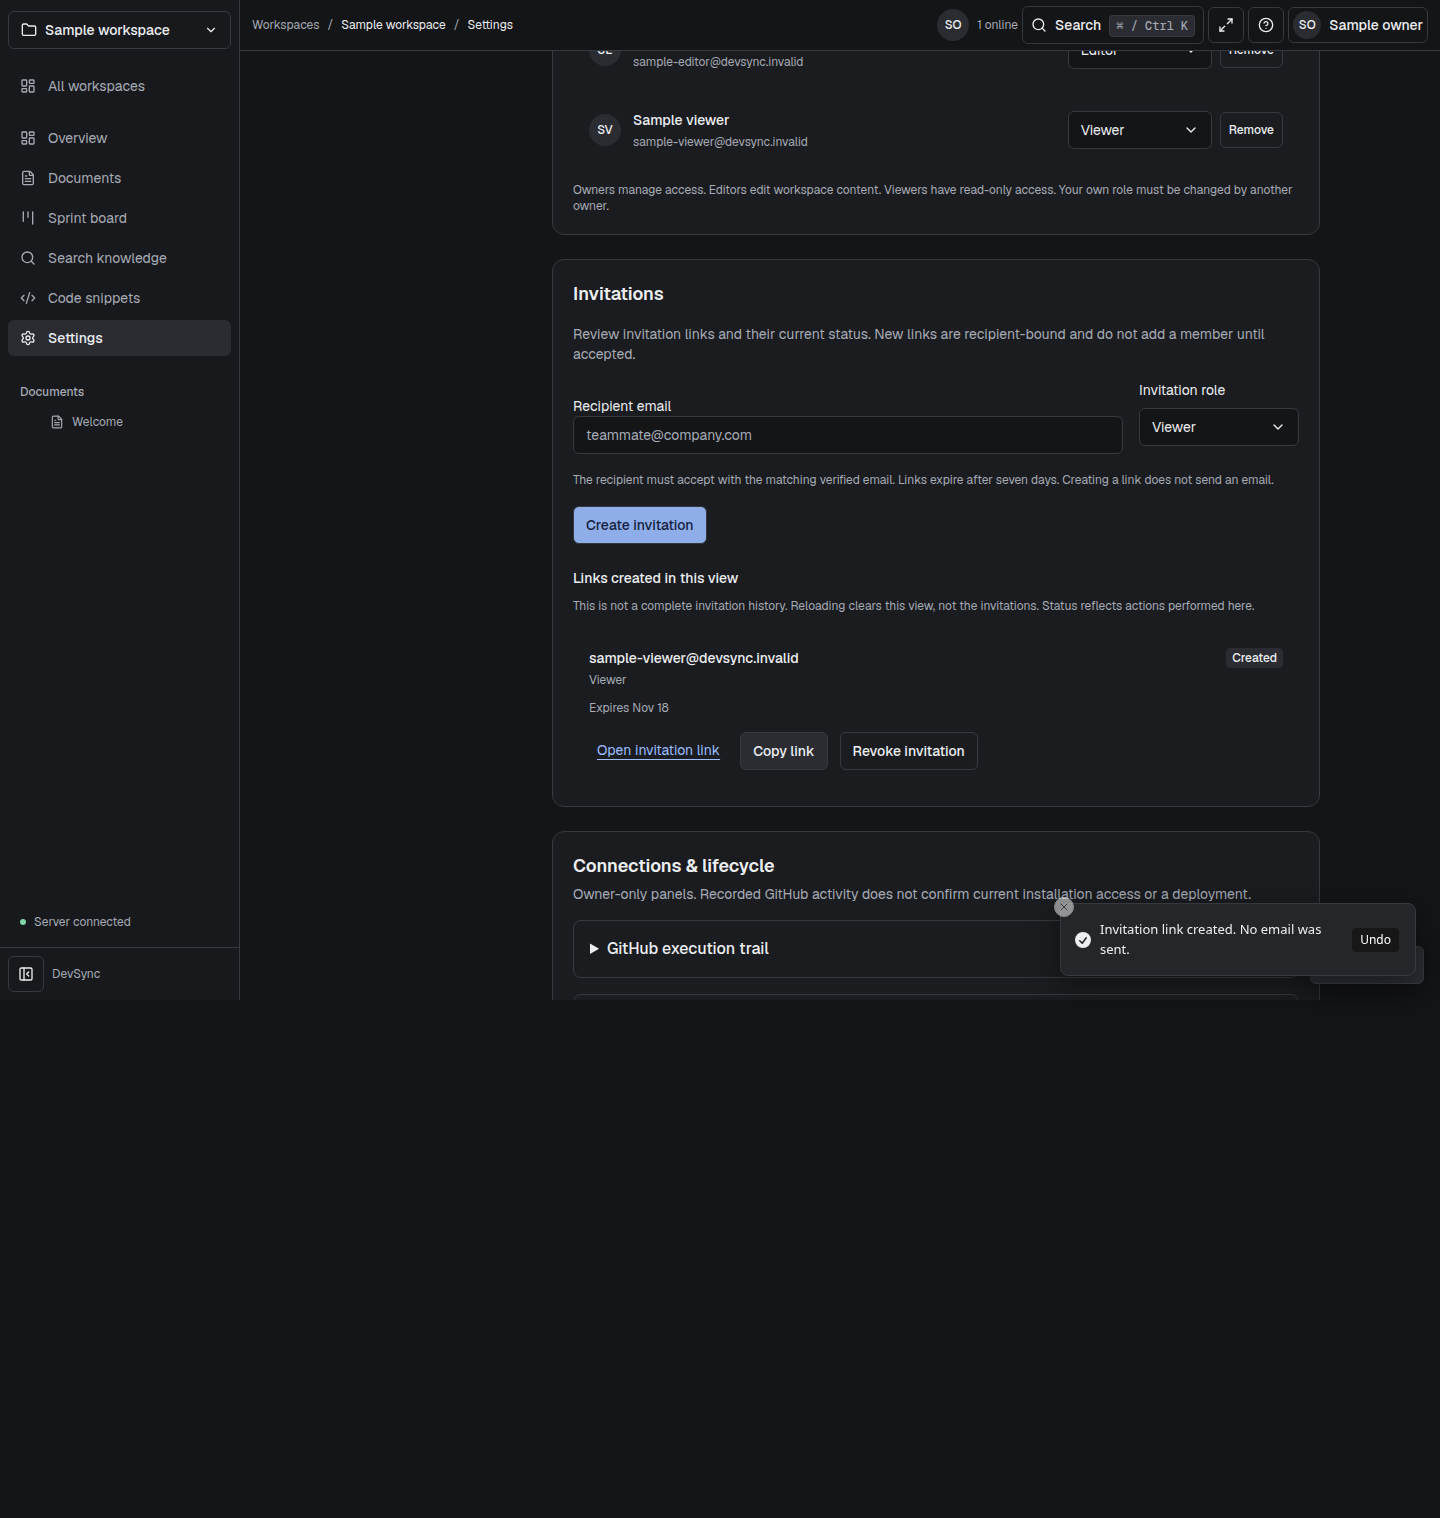 Sample workspace
All workspaces
Overview
Documents
Sprint board
Search knowledge
Code snippets
Settings
Documents
Welcome
Server connected
DevSync
Workspaces / Sample workspace / Settings
SO 1 online
Search ⌘ / Ctrl K
SO Sample owner
sample-editor@devsync.invalid
Editor
Remove
SV
Sample viewer
sample-viewer@devsync.invalid
Viewer
Remove
Owners manage access. Editors edit workspace content. Viewers have read-only access. Your own role must be changed by another
owner.
Invitations
Review invitation links and their current status. New links are recipient-bound and do not add a member until
accepted.
Recipient email
teammate@company.com
Invitation role
Viewer
The recipient must accept with the matching verified email. Links expire after seven days. Creating a link does not send an email.
Create invitation
Links created in this view
This is not a complete invitation history. Reloading clears this view, not the invitations. Status reflects actions performed here.
sample-viewer@devsync.invalid
Created
Viewer
Expires Nov 18
Open invitation link
Copy link
Revoke invitation
Connections & lifecycle
Owner-only panels. Recorded GitHub activity does not confirm current installation access or a deployment.
GitHub execution trail
Invitation link created. No email was
sent.
Undo